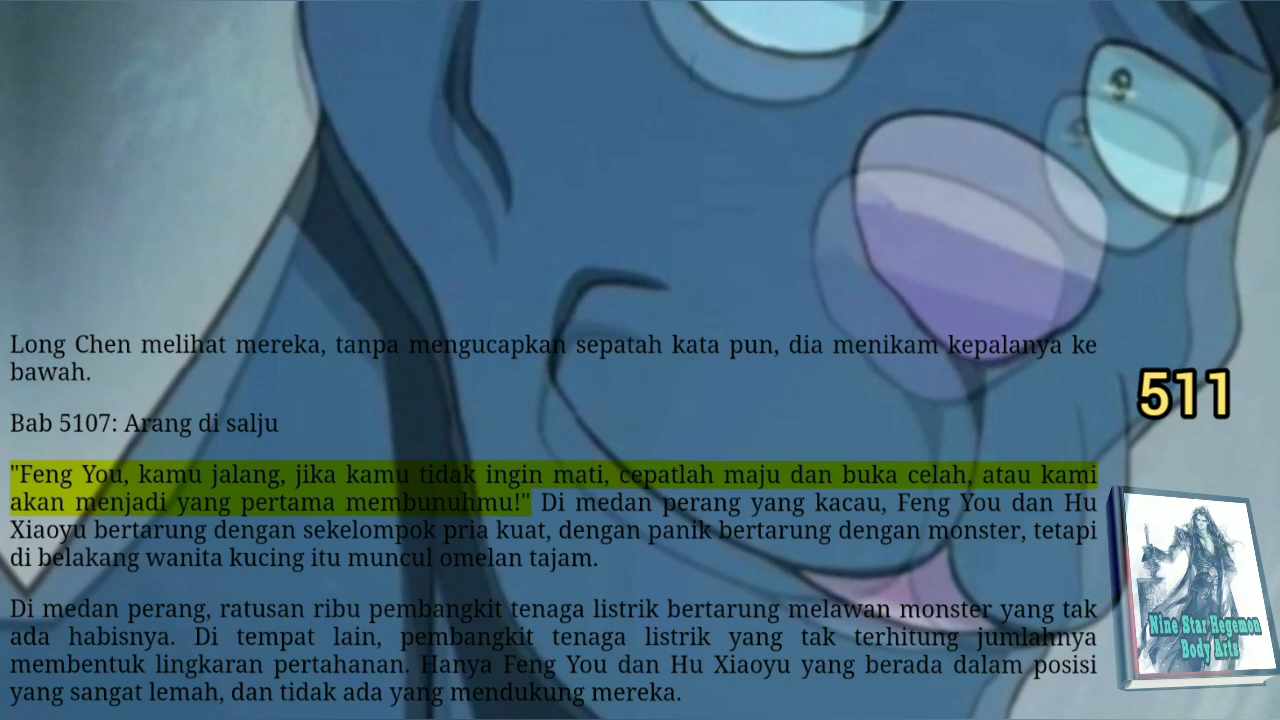 Long Chen melihat mereka, tanpa mengucapkan sepatah kata pun, dia menikam kepalanya ke
bawah.
Bab 5107: Arang di salju
"Feng You, kamu jalang, jika kamu tidak ingin mati, cepatlah maju dan buka celah, atau kami
akan menjadi yang pertama membunuhmu!" Di medan perang yang kacau, Feng You dan Hu
Xiaoyu bertarung dengan sekelompok pria kuat, dengan panik bertarung dengan monster, tetapi
di belakang wanita kucing itu muncul omelan tajam.
Di medan perang, ratusan ribu pembangkit tenaga listrik bertarung melawan monster yang tak
ada habisnya. Di tempat lain, pembangkit tenaga listrik yang tak terhitung jumlahnya
membentuk lingkaran pertahanan. Hanya Feng You dan Hu Xiaoyu yang berada dalam posisi
yang sangat lemah, dan tidak ada yang mendukung mereka.
511
Nine Star Hegemon
Body Arts